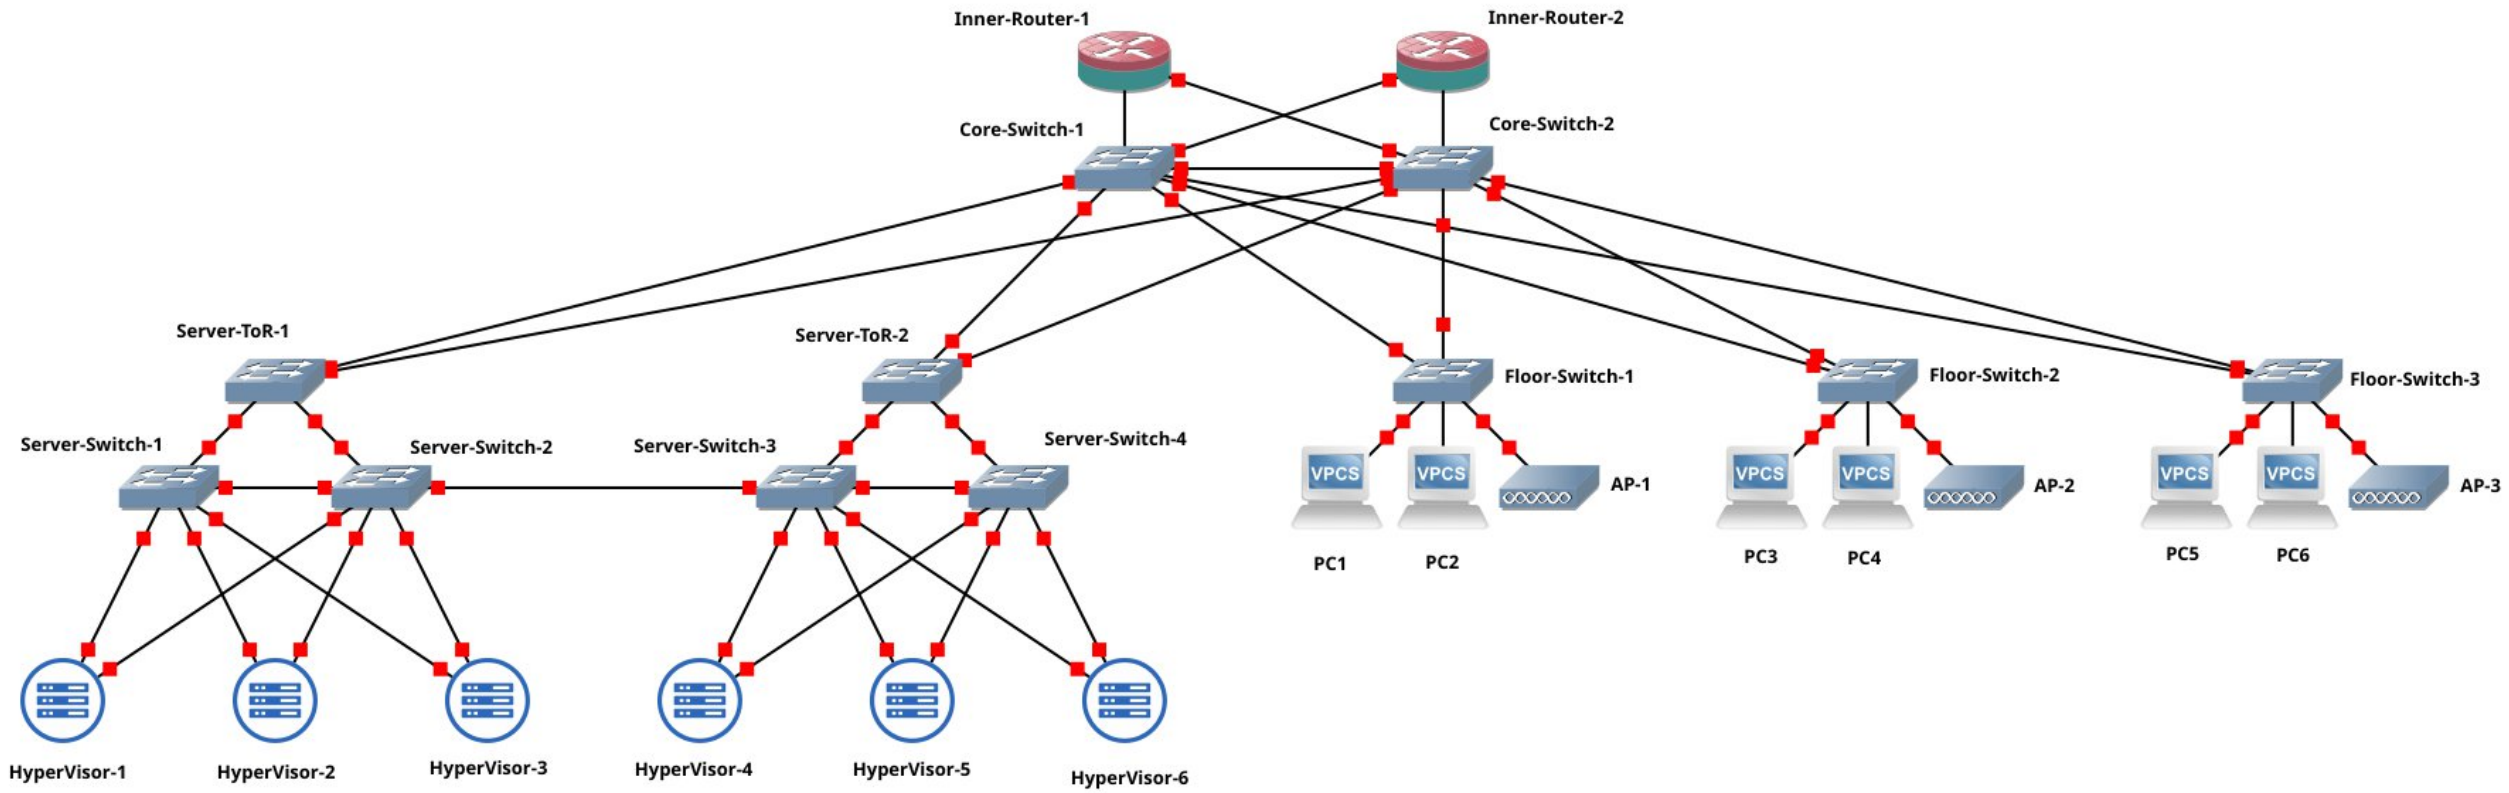 Inner-Router-1
Inner-Router-2
Core-Switch-1
Core-Switch-2
Server-ToR-1
Server-ToR-2
Floor-Switch-1
Floor-Switch-2
Floor-Switch-3
Server-Switch-1
Server-Switch-2
Server-Switch-3
Server-Switch-4
VPCS
VPCS
AP-1
VPCS
VPCS
AP-2
VPCS
VPCS
AP-3
PC1
PC2
PC3
PC4
PC5
PC6
HyperVisor-1
HyperVisor-2
HyperVisor-3
HyperVisor-4
HyperVisor-5
HyperVisor-6